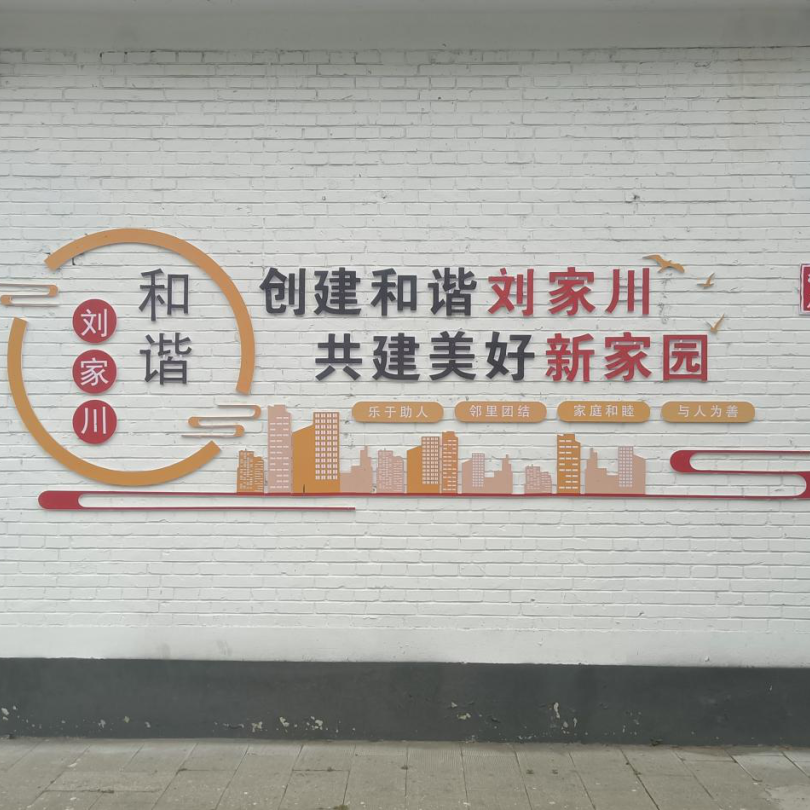 和谐
刘家川
创建和谐刘家川
共建美好新家园
乐于助人 邻里团结 家庭和睦 与人为善